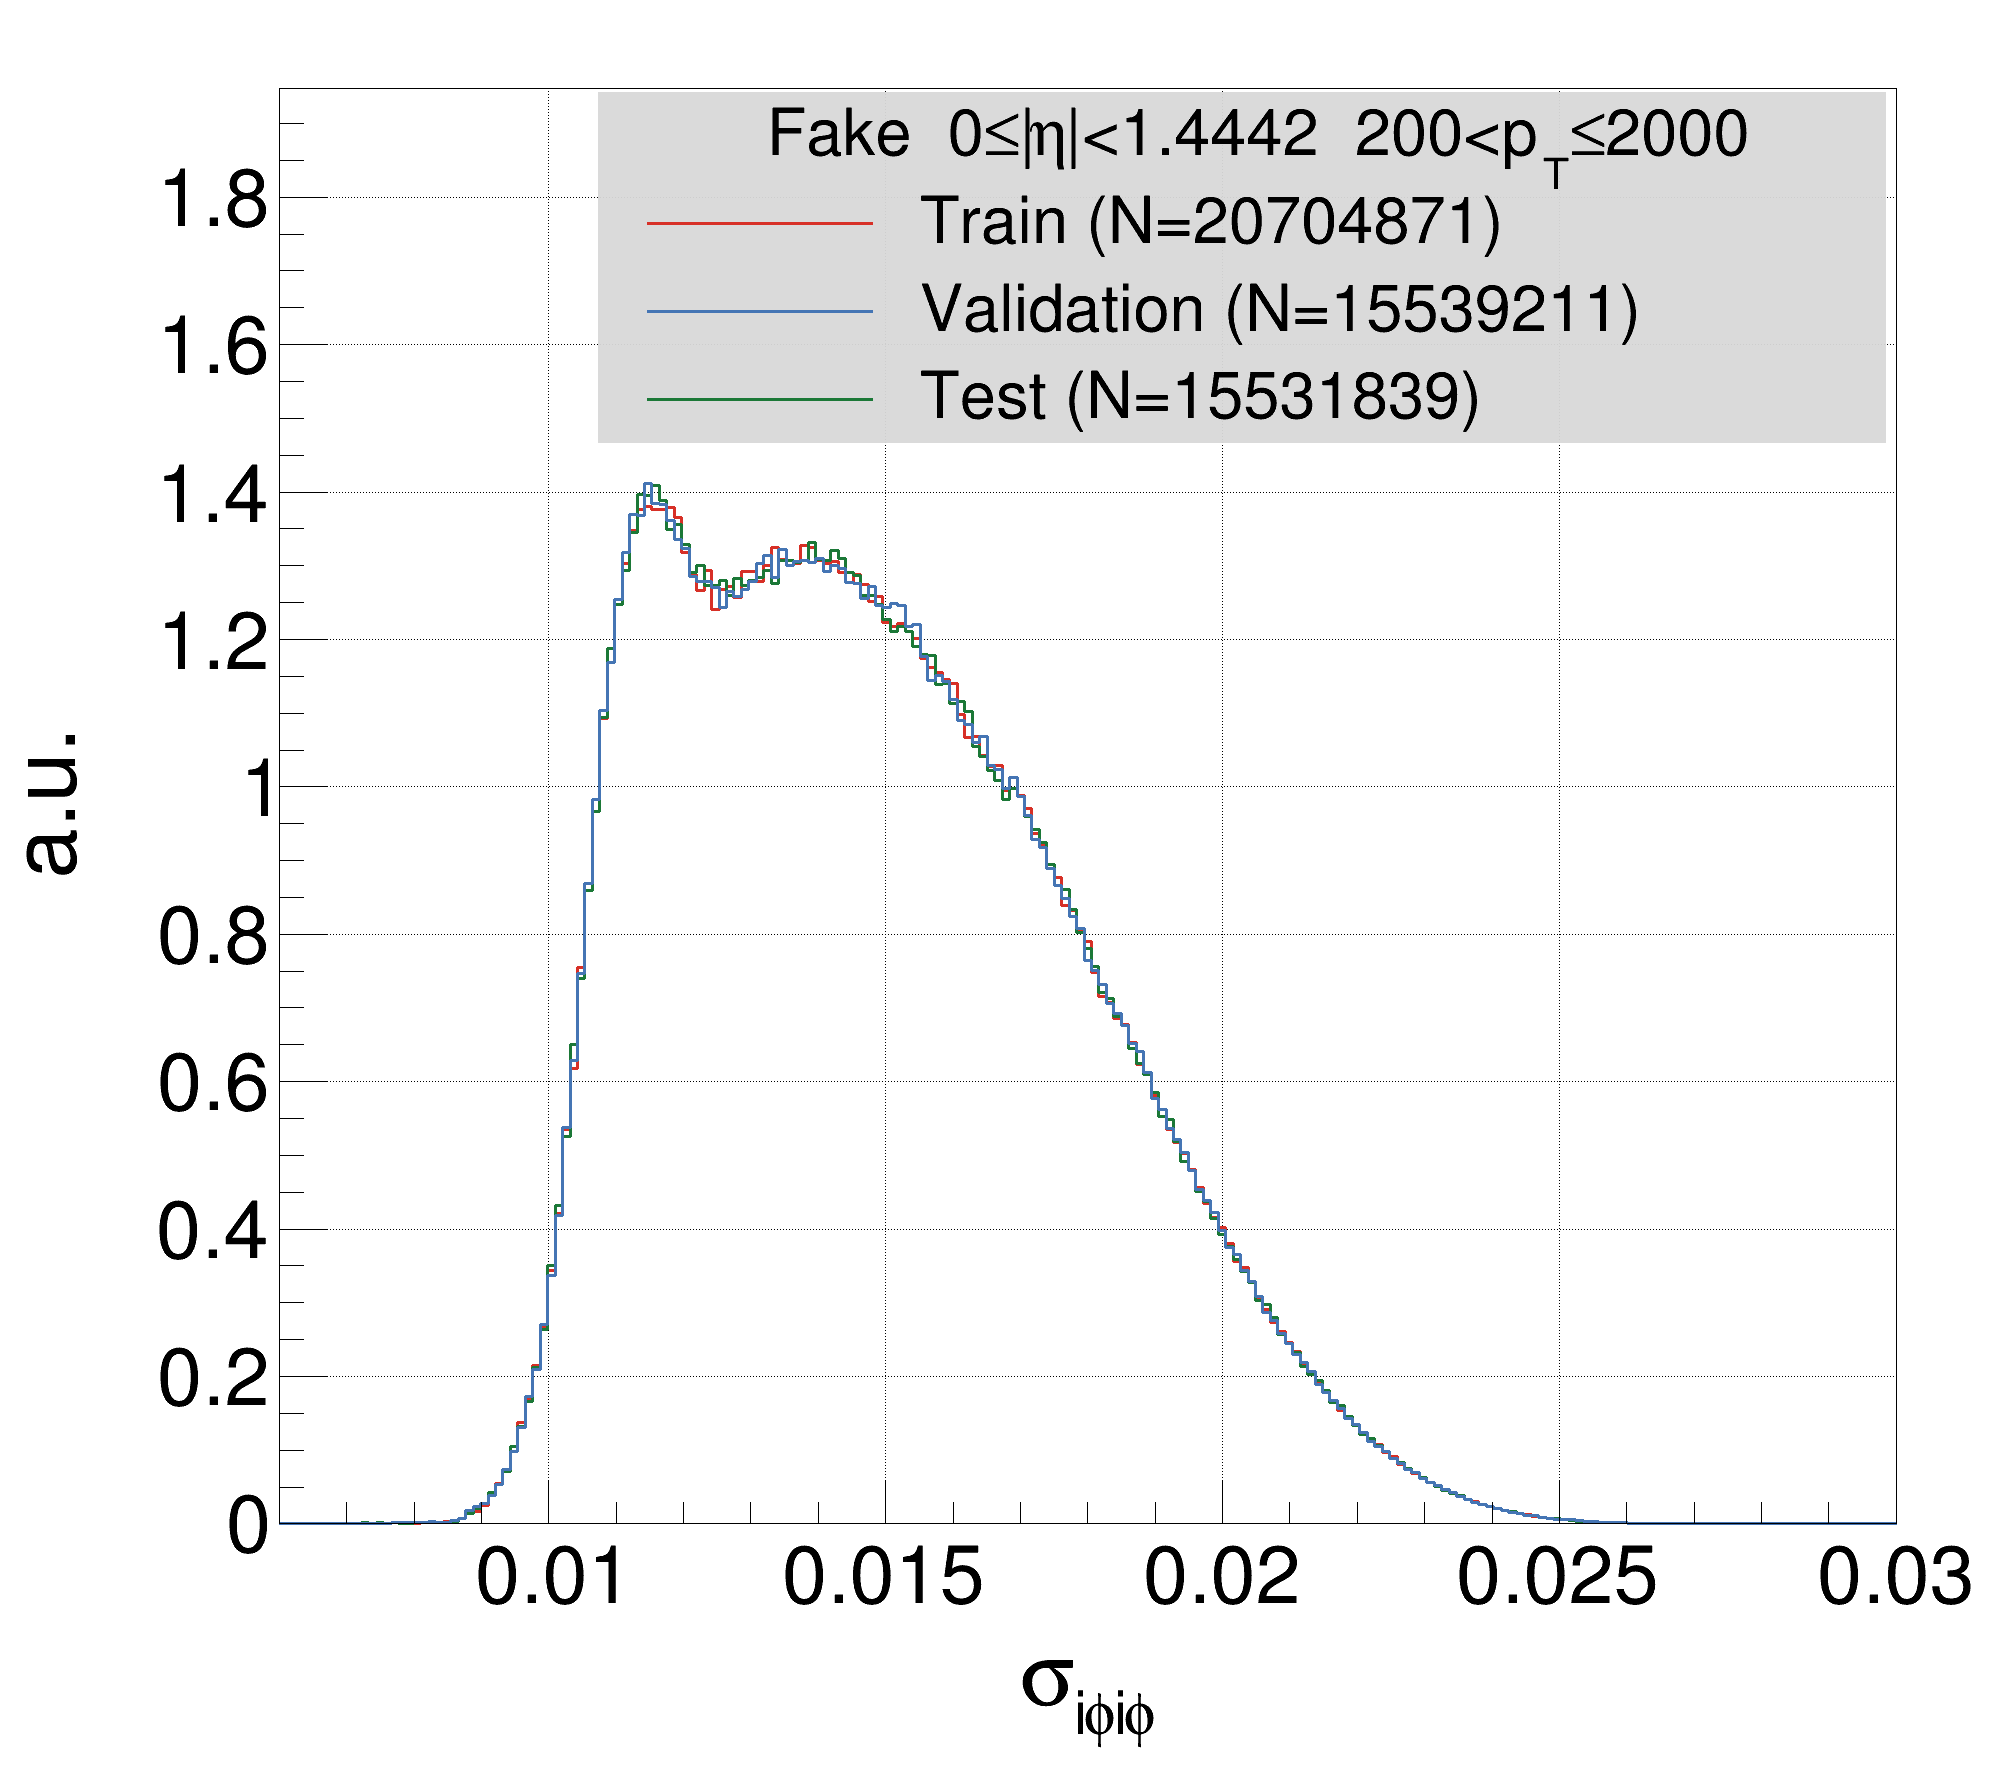 Fake 0≤|η|<1.4442 200<p_T≤2000
Train (N=20704871)
Validation (N=15539211)
Test (N=15531839)
1.8
1.6
1.4
1.2
1
0.8
0.6
0.4
0.2
0
a.u.
0.01 0.015 0.02 0.025 0.03
σ_iϕiϕ